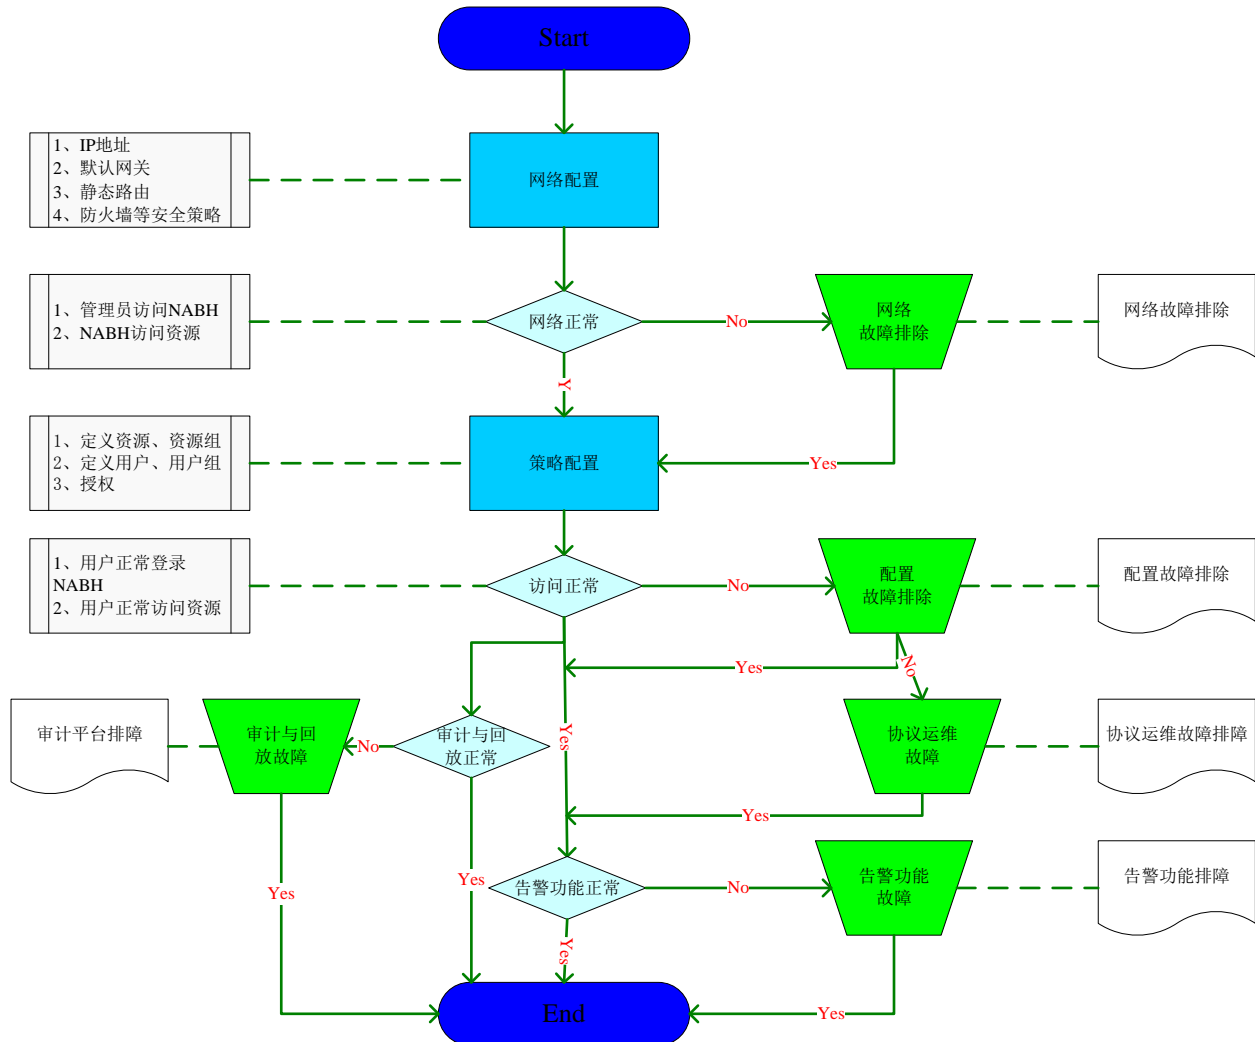 Start
1、IP地址
2、默认网关
3、静态路由
4、防火墙等安全策略
网络配置
1、管理员访问NABH
2、NABH访问资源
网络正常
No
网络
故障排除
网络故障排除
Y
1、定义资源、资源组
2、定义用户、用户组
3、授权
策略配置
Yes
1、用户正常登录
NABH
2、用户正常访问资源
访问正常
No
配置
故障排除
配置故障排除
Yes
No
审计平台排障
审计与回
放故障
No
审计与回
放正常
Yes
协议运维
故障
协议运维故障排障
Yes
Yes
Yes
告警功能正常
No
告警功能
故障
告警功能排障
Yes
End
Yes